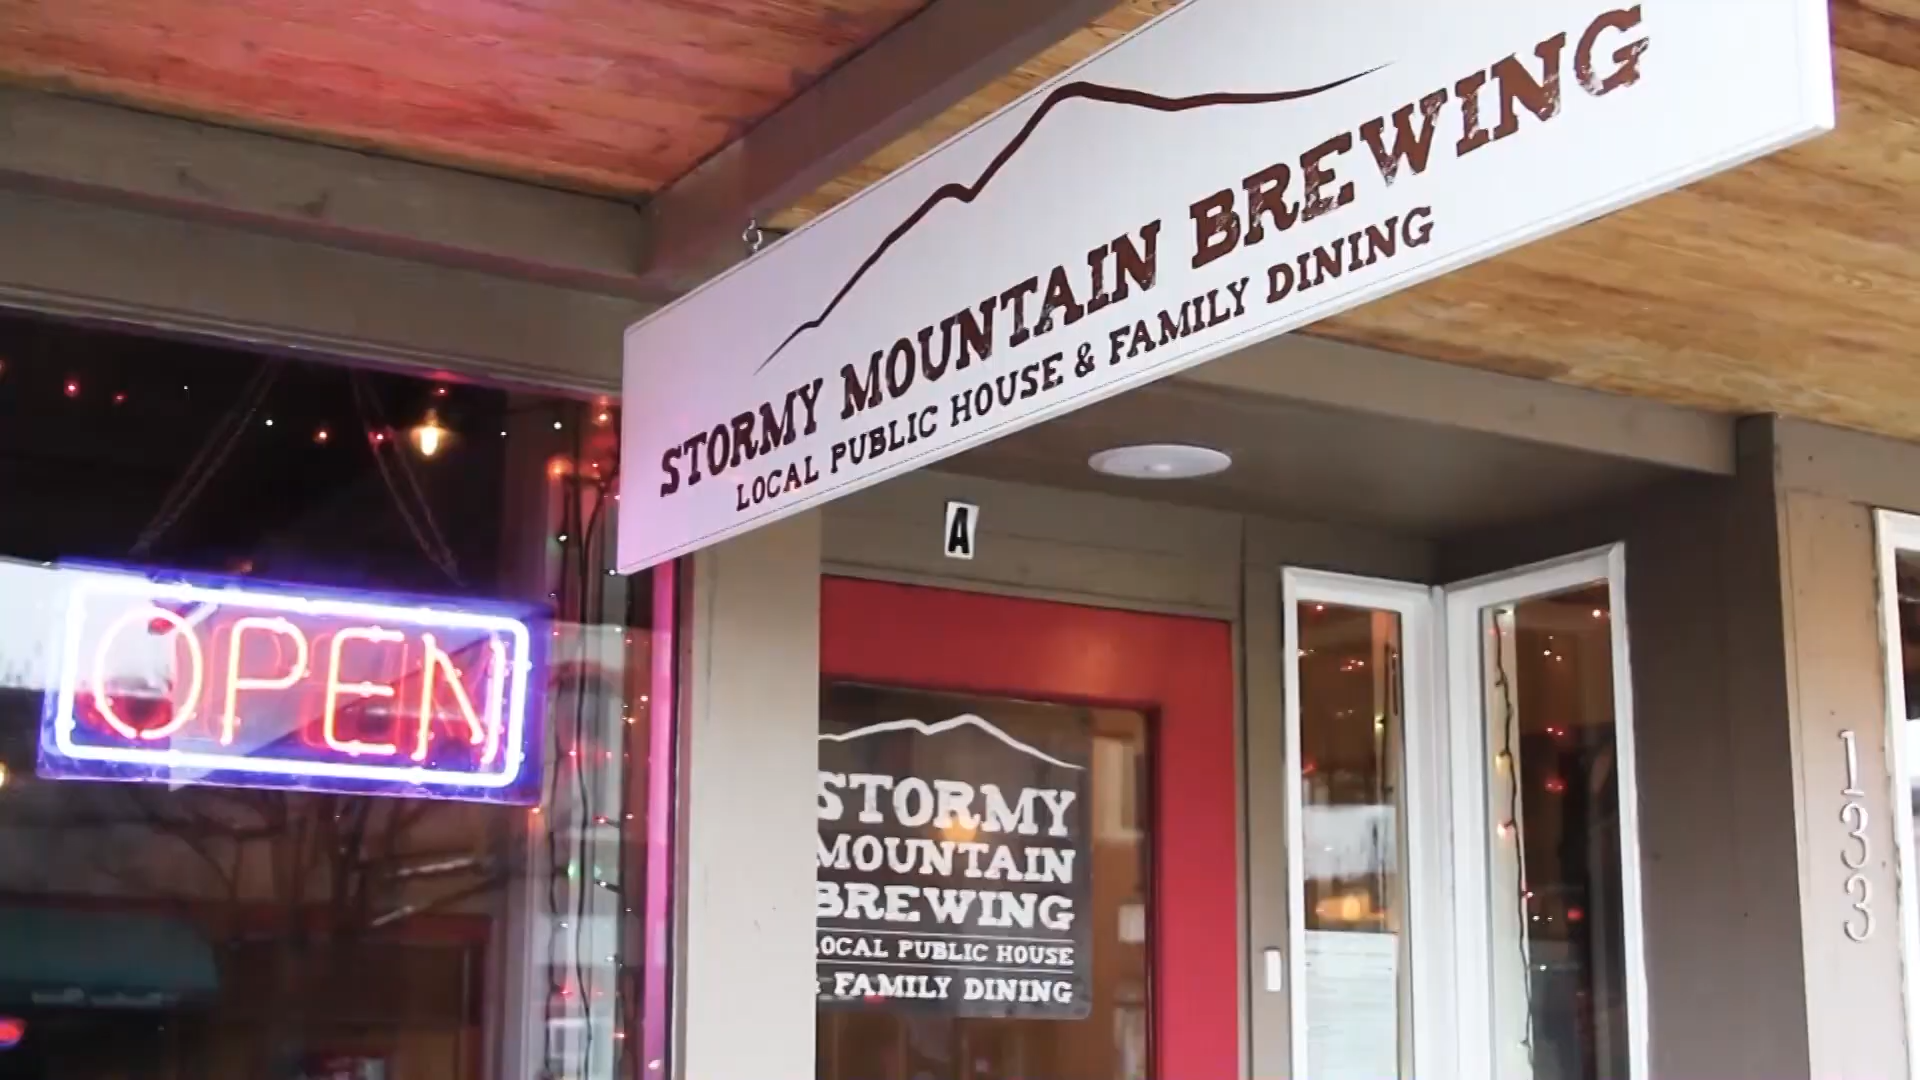 STORMY MOUNTAIN BREWING
LOCAL PUBLIC HOUSE & FAMILY DINING
A
OPEN
STORMY
MOUNTAIN
BREWING
LOCAL PUBLIC HOUSE
& FAMILY DINING
133